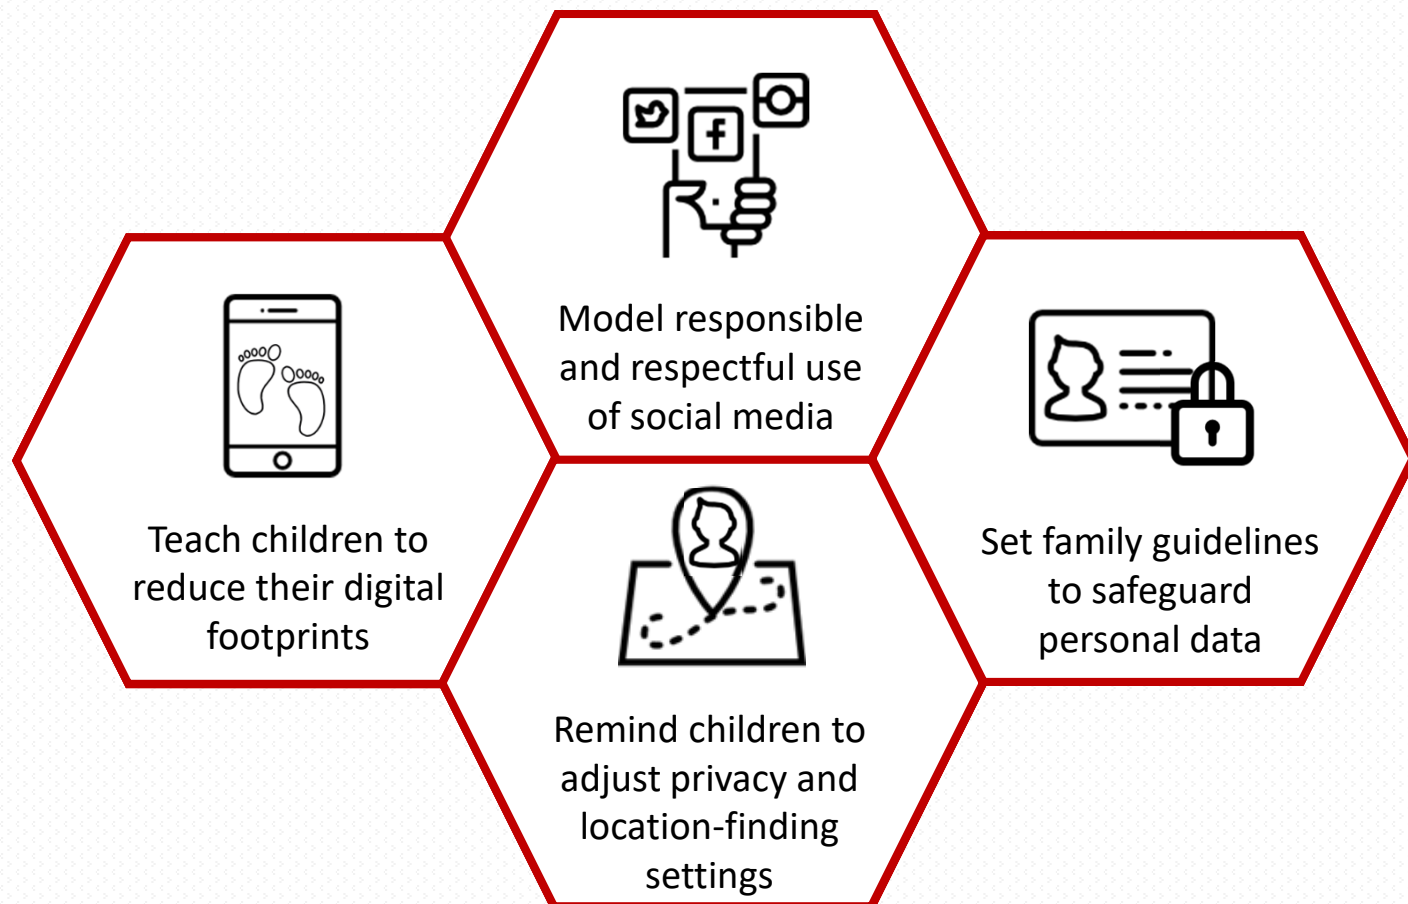 Model responsible
and respectful use
of social media
Teach children to
reduce their digital
footprints
Set family guidelines
to safeguard
personal data
Remind children to
adjust privacy and
location-finding
settings